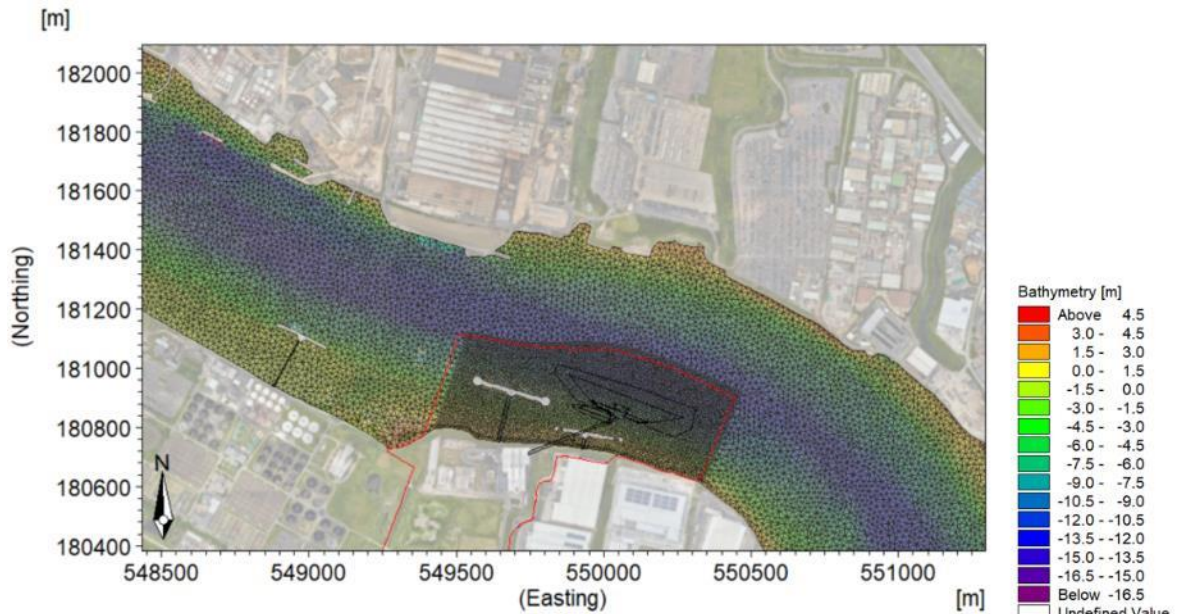 [m]
182000
181800
181600
181400
181200
181000
180800
180600
180400
(Northing)
N
548500 549000 549500 550000 550500 551000
(Easting)
[m]
Bathymetry [m]
Above 4.5
3.0 - 4.5
1.5 - 3.0
0.0 - 1.5
-1.5 - 0.0
-3.0 - -1.5
-4.5 - -3.0
-6.0 - -4.5
-7.5 - -6.0
-9.0 - -7.5
-10.5 - -9.0
-12.0 - -10.5
-13.5 - -12.0
-15.0 - -13.5
-16.5 - -15.0
Below -16.5
Undefined Value